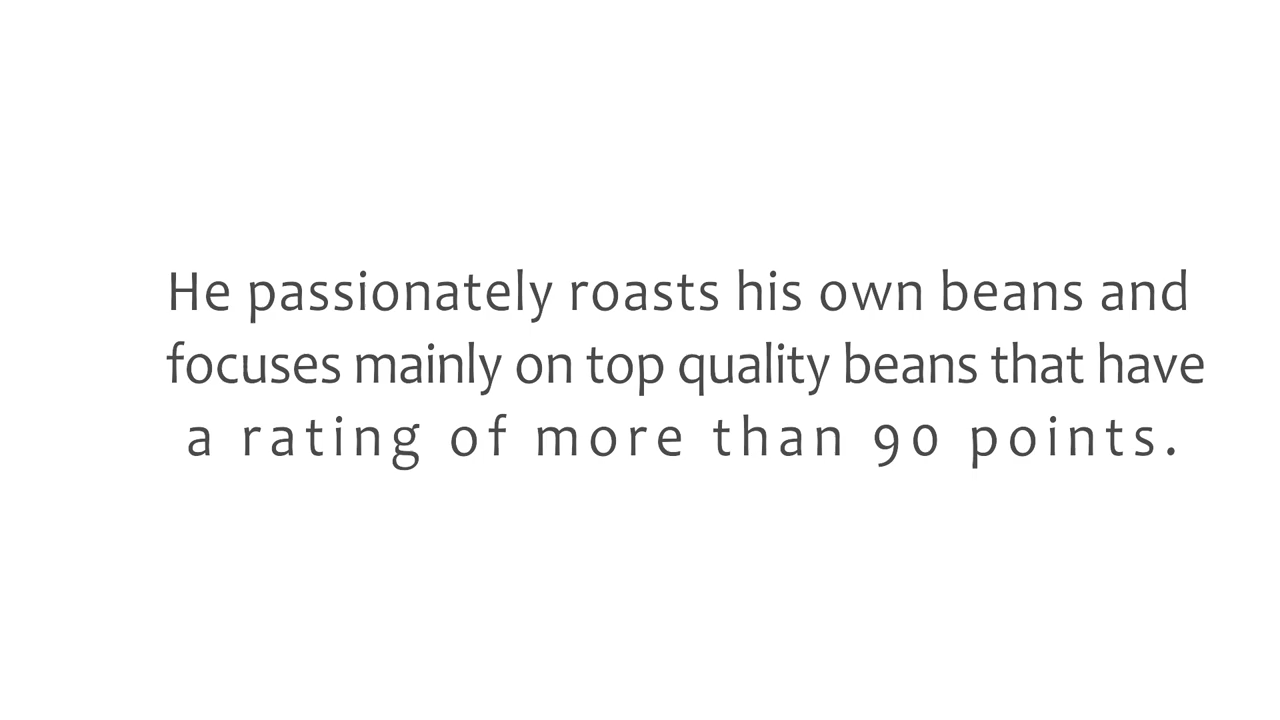 He passionately roasts his own beans and
focuses mainly on top quality beans that have
a rating of more than 90 points.